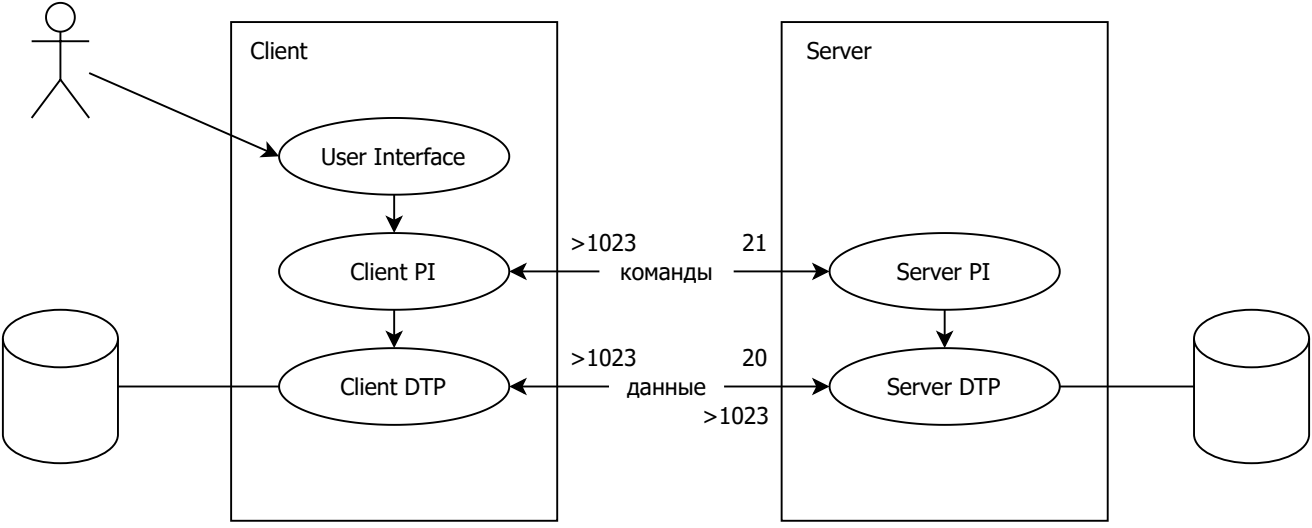 Client
Server
User Interface
>1023
21
Client PI
команды
Server PI
>1023
20
Client DTP
данные
Server DTP
>1023